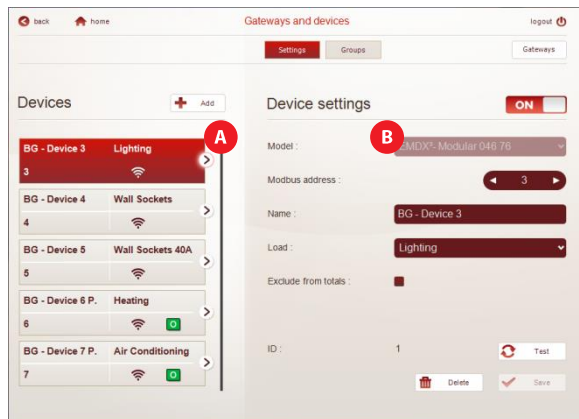 back home Gateways and devices logout
Settings Groups Gateways
Devices Add
A
BG - Device 3 Lighting
3
BG - Device 4 Wall Sockets
4
BG - Device 5 Wall Sockets 40A
5
BG - Device 6 P. Heating
6 O
BG - Device 7 P. Air Conditioning
7 O
Device settings ON
B
Model : EMDX³- Modular 046 76
Modbus address : 3
Name : BG - Device 3
Load : Lighting
Exclude from totals :
ID : 1 Test
Delete Save